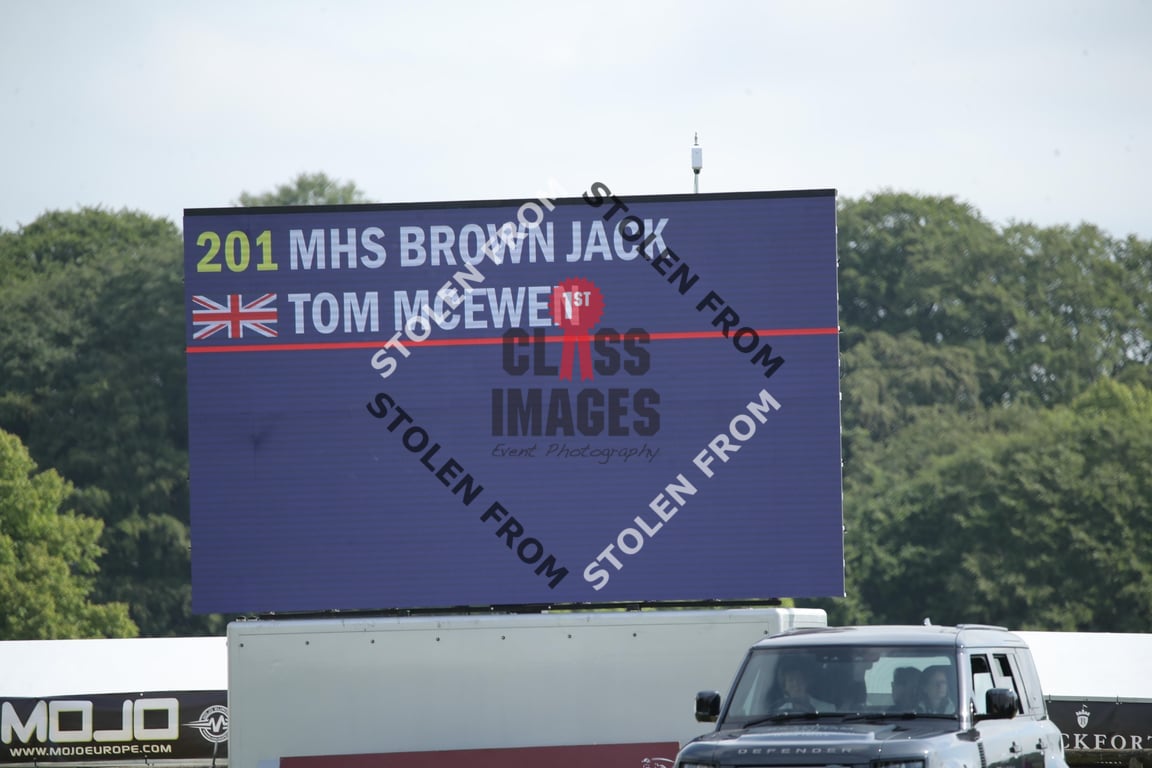 201 MHS BROWN JACK
TOM MCEWEN
1ST
CLASS
IMAGES
Event Photography
STOLEN FROM
STOLEN FROM
STOLEN FROM
STOLEN FROM
MOJO
WWW.MOJOEUROPE.COM
DEFENDER
CKFORT